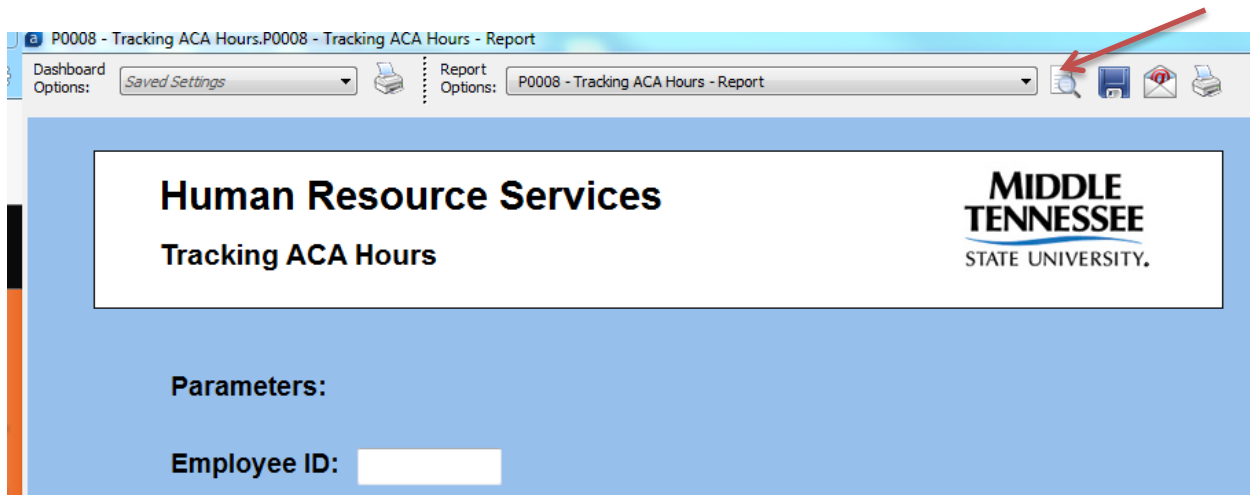 P0008 - Tracking ACA Hours.P0008 - Tracking ACA Hours - Report
Dashboard Options: Saved Settings
Report Options: P0008 - Tracking ACA Hours - Report
Human Resource Services
Tracking ACA Hours
MIDDLE
TENNESSEE
STATE UNIVERSITY.
Parameters:
Employee ID: